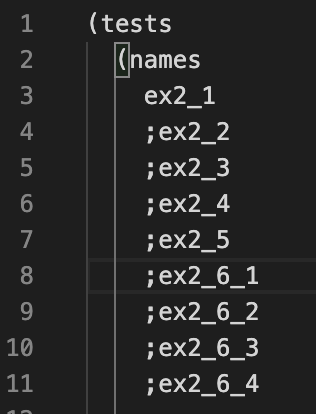 1 (tests
2 (names
3 ex2_1
4 ;ex2_2
5 ;ex2_3
6 ;ex2_4
7 ;ex2_5
8 ;ex2_6_1
9 ;ex2_6_2
10 ;ex2_6_3
11 ;ex2_6_4